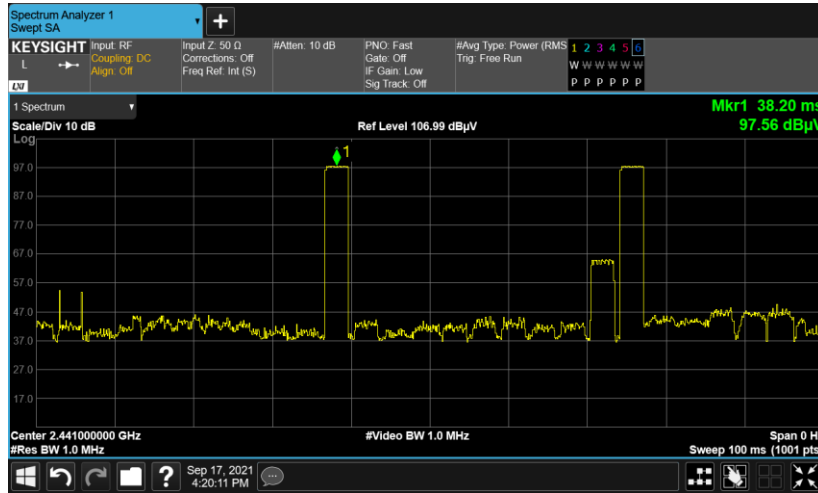 Spectrum Analyzer 1
Swept SA
+
KEYSIGHT Input: RF Input Z: 50 Ω #Atten: 10 dB PNO: Fast #Avg Type: Power (RMS 1 2 3 4 5 6
L Coupling: DC Corrections: Off Gate: Off Trig: Free Run W W W W W W
Align: Off Freq Ref: Int (S) IF Gain: Low P P P P P P
LXI Sig Track: Off
1 Spectrum
Mkr1 38.20 ms
Scale/Div 10 dB Ref Level 106.99 dBµV 97.56 dBµV
Log
1
97.0
87.0
77.0
67.0
57.0
47.0
37.0
27.0
17.0
Center 2.441000000 GHz #Video BW 1.0 MHz Span 0 H
#Res BW 1.0 MHz Sweep 100 ms (1001 pts
? Sep 17, 2021
4:20:11 PM